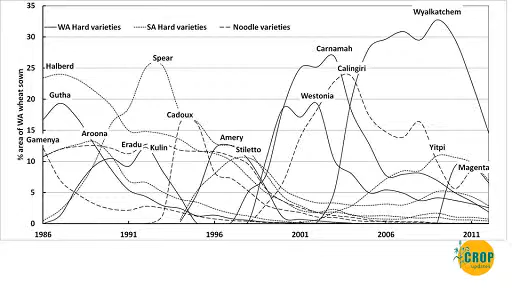 WA Hard varieties
SA Hard varieties
Noodle varieties
% area of WA wheat sown
35
30
25
20
15
10
5
0
Wyalkatchem
Carnamah
Spear
Calingiri
Halberd
Gutha
Westonia
Cadoux
Aroona
Gamenya
Eradu
Kulin
Amery
Stiletto
Yitpi
Magenta
1986
1991
1996
2001
2006
2011
CROP
updates